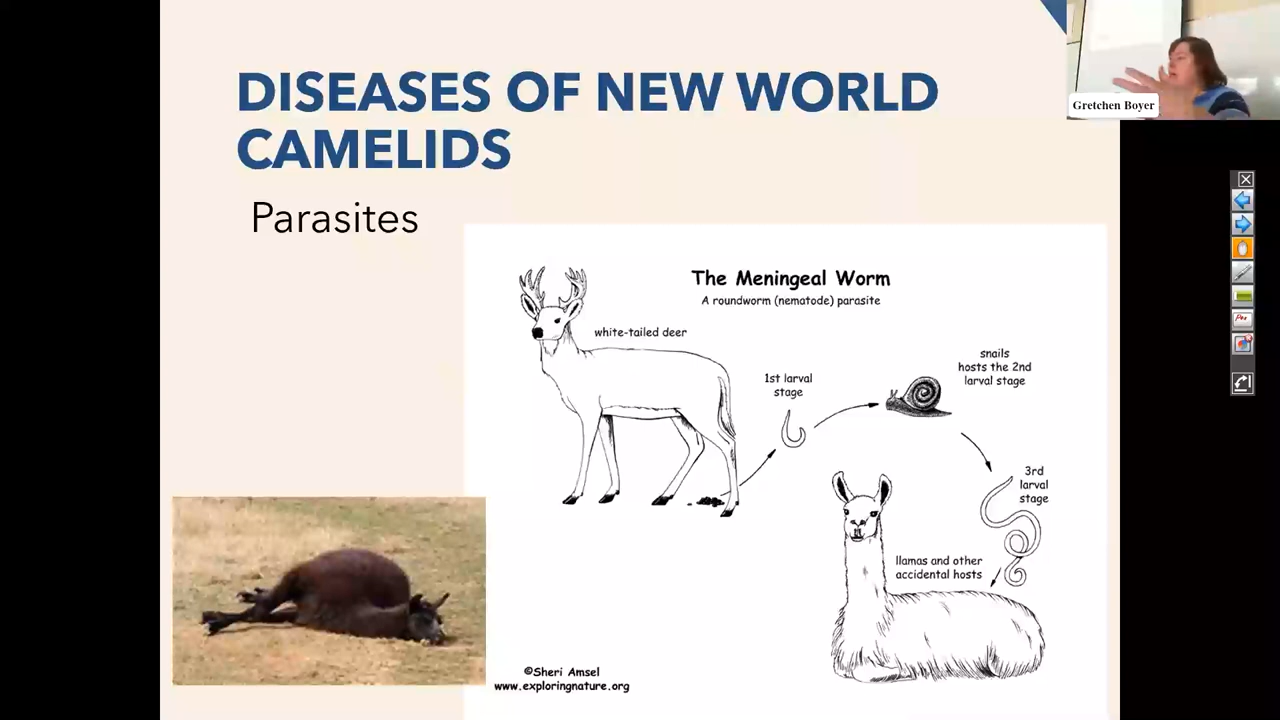 DISEASES OF NEW WORLD
CAMELIDS
Parasites
Gretchen Boyer
The Meningeal Worm
A roundworm (nematode) parasite
white-tailed deer
1st larval
stage
snails
hosts the 2nd
larval stage
3rd
larval
stage
llamas and other
accidental hosts
©Sheri Amsel
www.exploringnature.org